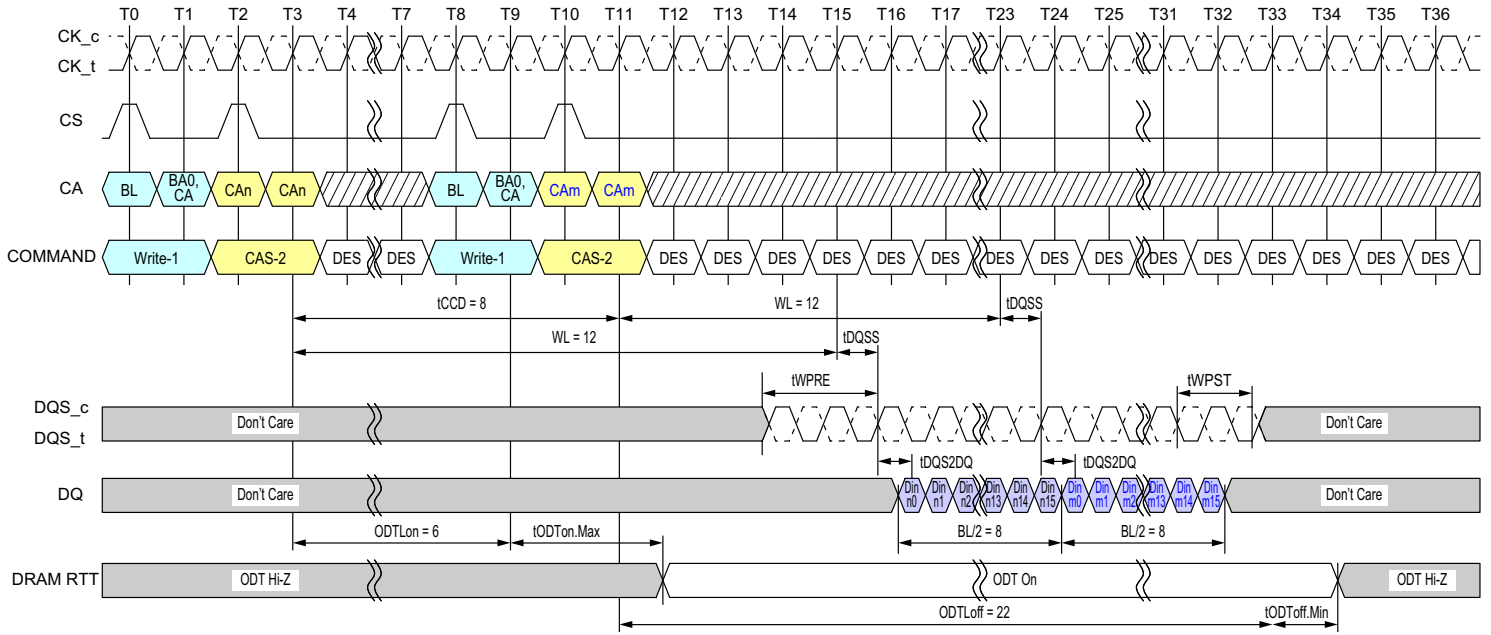 T0 T1 T2 T3 T4 T7 T8 T9 T10 T11 T12 T13 T14 T15 T16 T17 T23 T24 T25 T31 T32 T33 T34 T35 T36
CK_c
CK_t
CS
CA BL BA0, CA CAn CAn BL BA0, CA CAm CAm
COMMAND Write-1 CAS-2 DES DES Write-1 CAS-2 DES DES DES DES DES DES DES DES DES DES DES DES DES DES DES
tCCD = 8 WL = 12 tDQSS
WL = 12 tDQSS
tWPRE tWPST
DQS_c
DQS_t
Don't Care Don't Care
tDQS2DQ tDQS2DQ
DQ Don't Care Din n0 Din n1 Din n2 Din n13 Din n14 Din n15 Din m0 Din m1 Din m2 Din m13 Din m14 Din m15 Don't Care
ODTLon = 6 tODTon.Max BL/2 = 8 BL/2 = 8
DRAM RTT ODT Hi-Z ODT On ODT Hi-Z
ODTLoff = 22 tODToff.Min